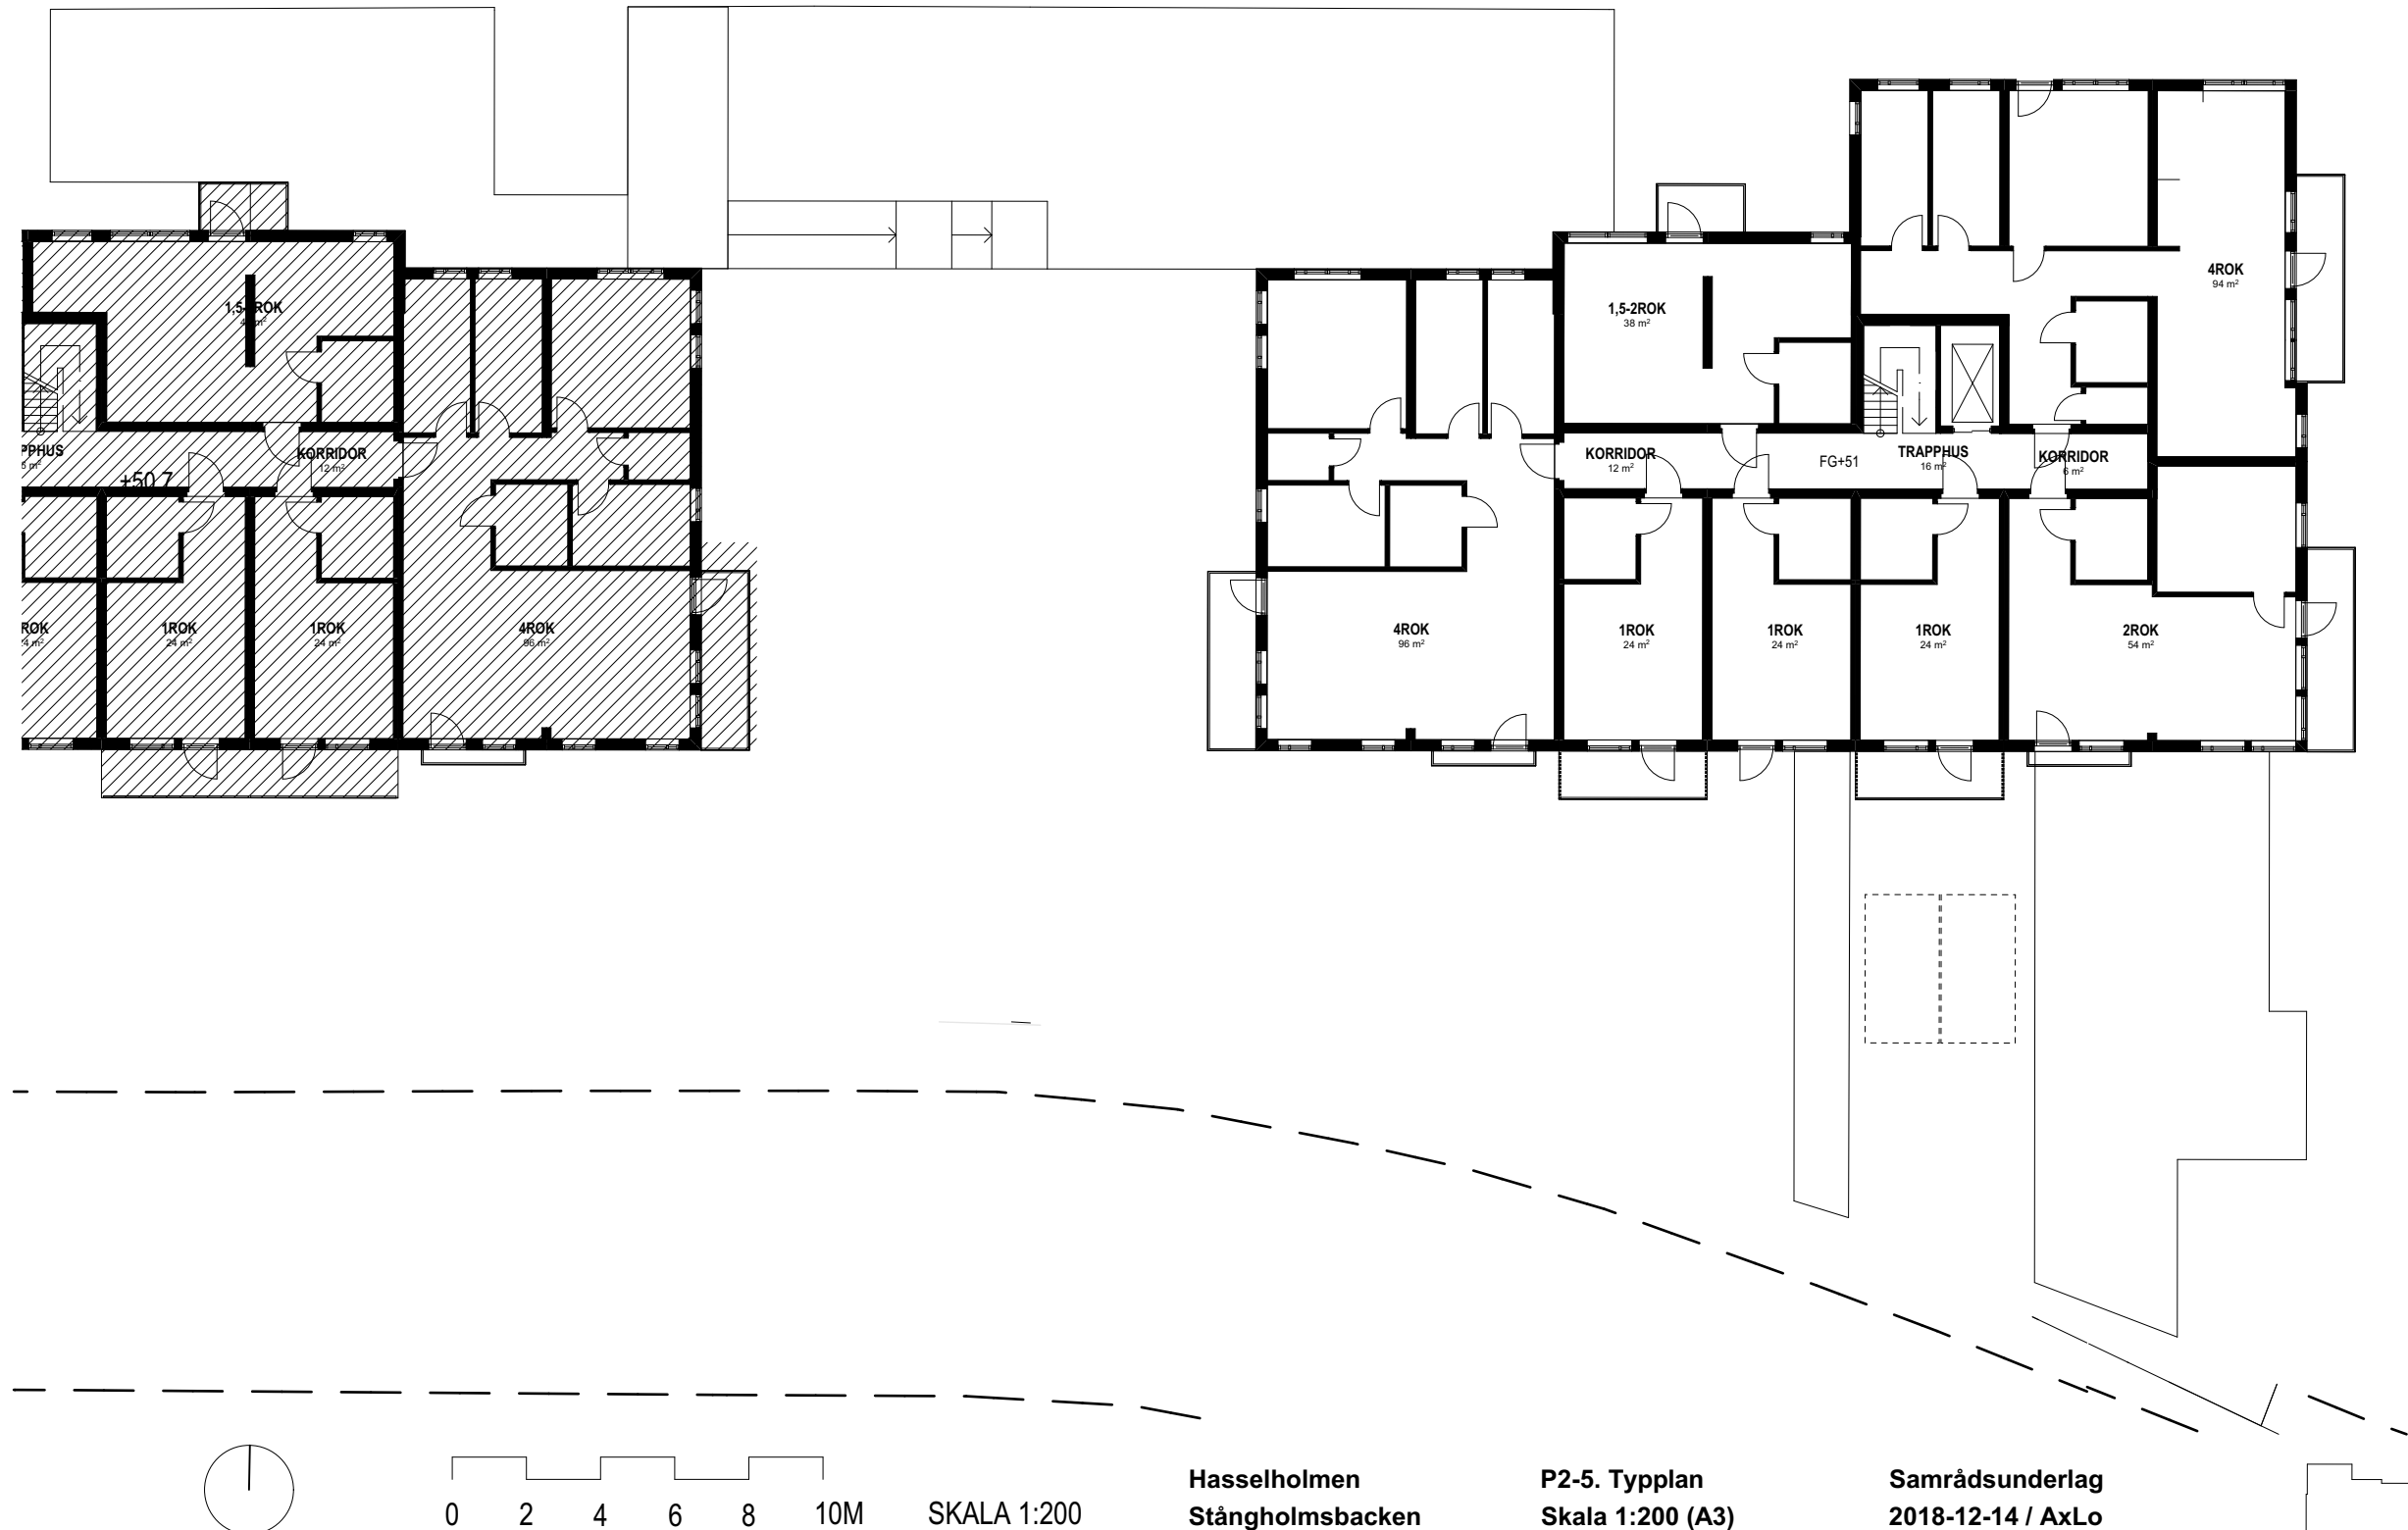 4ROK
94 m²
1,5-2ROK
38 m²
KORRIDOR
12 m²
FG+51
TRAPPHUS
16 m²
KORRIDOR
6 m²
KORRIDOR
12 m²
+50.7
1ROK
24 m²
1ROK
24 m²
4ROK
96 m²
4ROK
96 m²
1ROK
24 m²
1ROK
24 m²
1ROK
24 m²
2ROK
54 m²
0 2 4 6 8 10M
SKALA 1:200
Hasselholmen
Stångholmsbacken
P2-5. Typplan
Skala 1:200 (A3)
Samrådsunderlag
2018-12-14 / AxLo